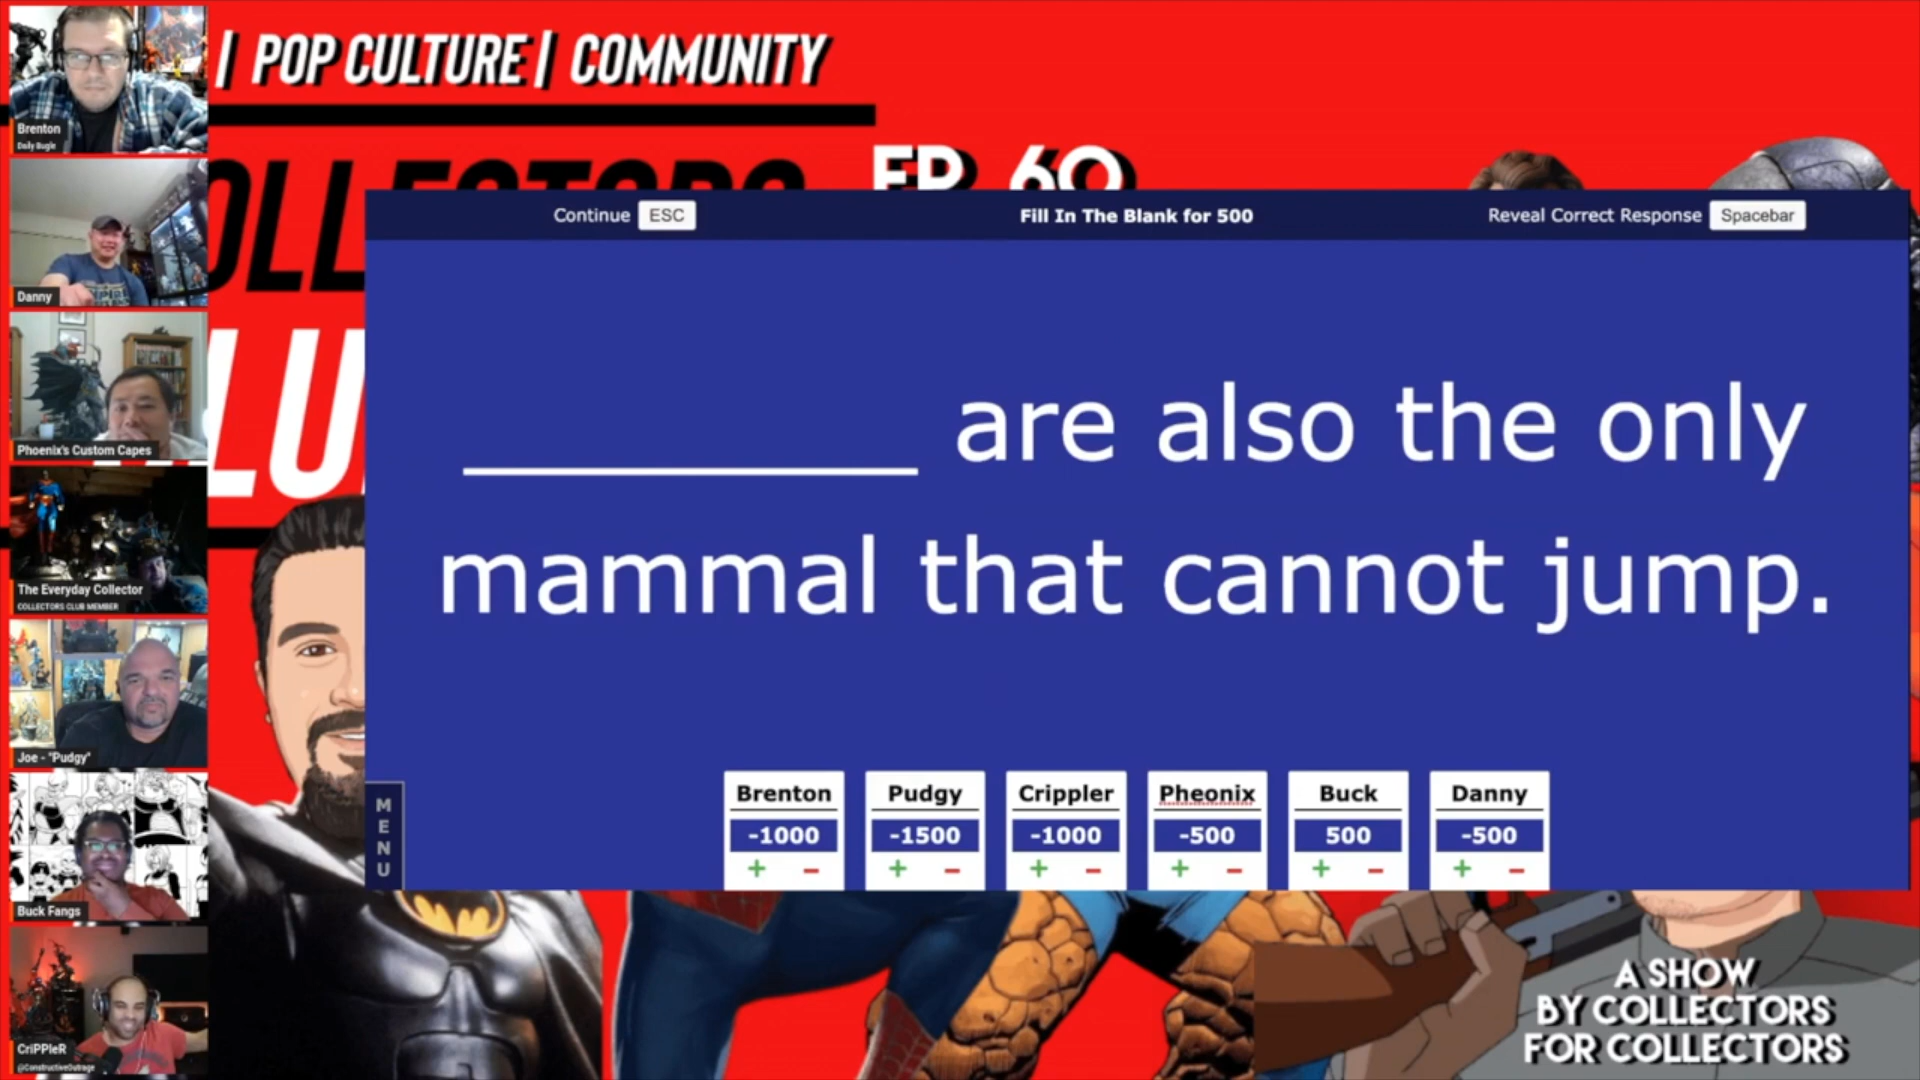 | POP CULTURE | COMMUNITY
EP. 60
Continue ESC
Fill In The Blank for 500
Reveal Correct Response Spacebar
__________ are also the only
mammal that cannot jump.
MENU
Brenton Pudgy Crippler Pheonix Buck Danny
-1000 -1500 -1000 -500 500 -500
+ − + − + − + − + − + −
Brenton
Daily Bugle
Danny
Phoenix's Custom Capes
The Everyday Collector
COLLECTORS CLUB MEMBER
Joe - "Pudgy"
Buck Fangs
CriPPleR
@ConstructiveOutrage
A SHOW
BY COLLECTORS
FOR COLLECTORS